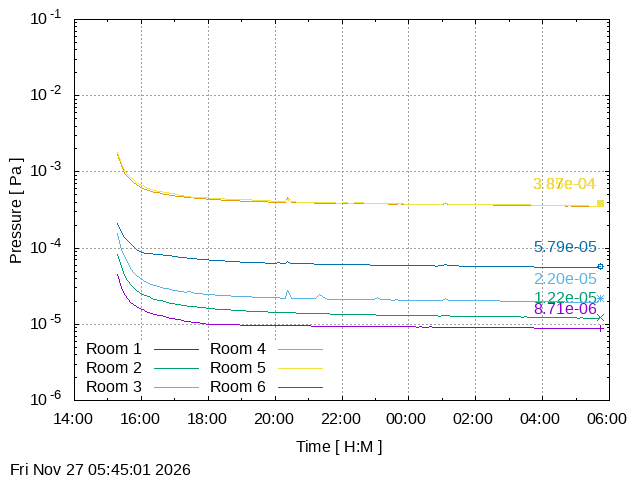 10-1
10-2
10-3
10-4
10-5
10-6
Pressure [ Pa ]
5.79e-05
2.20e-05
1.22e-05
8.71e-06
Room 1
Room 2
Room 3
Room 4
Room 5
Room 6
14:00 16:00 18:00 20:00 22:00 00:00 02:00 04:00 06:00
Time [ H:M ]
Fri Nov 27 05:45:01 2026